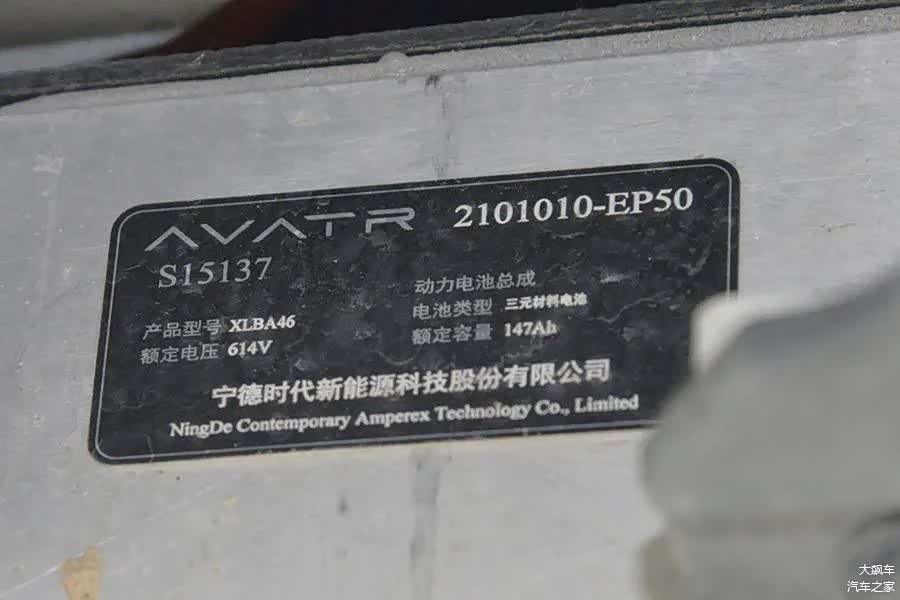 AVATR 2101010-EP50
S15137
动力电池总成
产品型号 XLBA46 电池类型 三元材料电池
额定电压 614V 额定容量 147Ah
宁德时代新能源科技股份有限公司
NingDe Contemporary Amperex Technology Co., Limited
大飙车
汽车之家